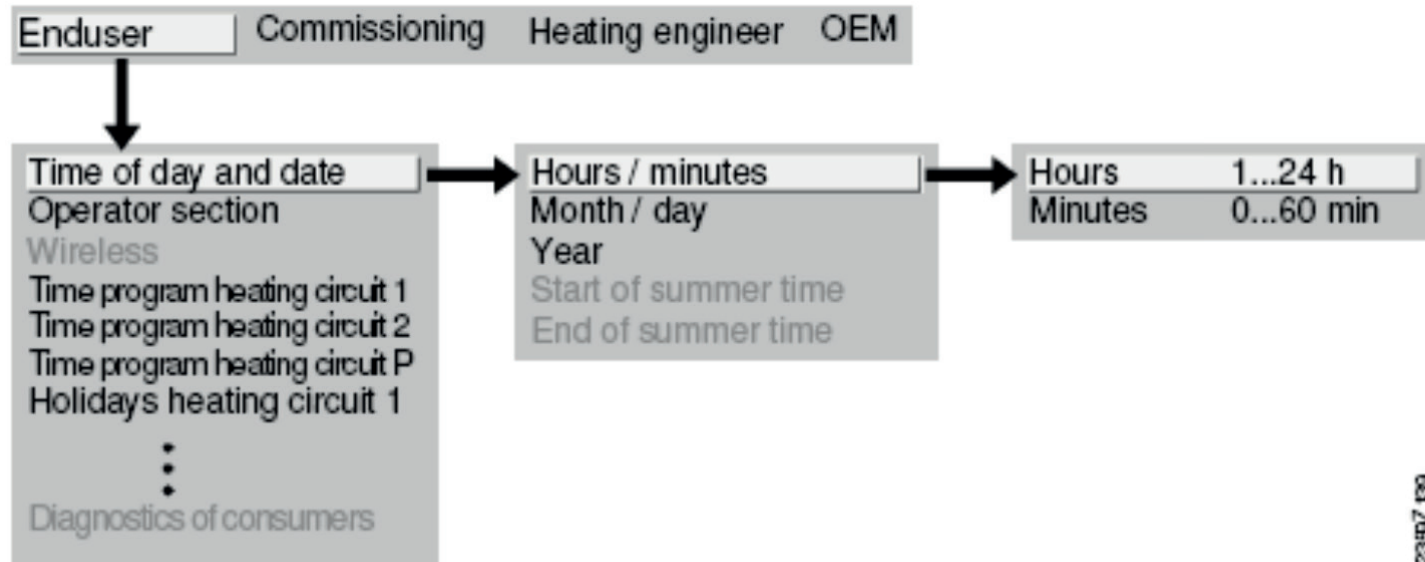 Enduser Commissioning Heating engineer OEM
Time of day and date
Operator section
Wireless
Time program heating circuit 1
Time program heating circuit 2
Time program heating circuit P
Holidays heating circuit 1
Diagnostics of consumers
Hours / minutes
Month / day
Year
Start of summer time
End of summer time
Hours 1...24 h
Minutes 0...60 min